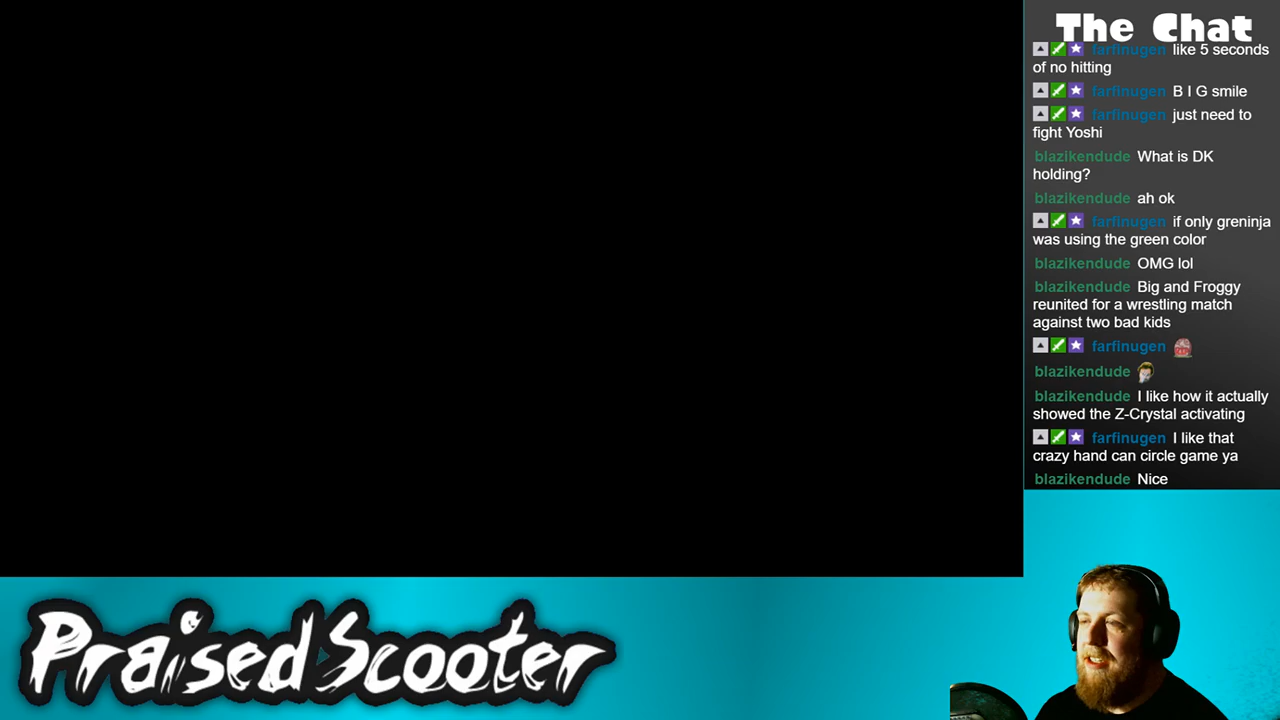 The Chat
farfinugen like 5 seconds
of no hitting
farfinugen B I G smile
farfinugen just need to
fight Yoshi
blazikendude What is DK
holding?
blazikendude ah ok
farfinugen if only greninja
was using the green color
blazikendude OMG lol
blazikendude Big and Froggy
reunited for a wrestling match
against two bad kids
farfinugen
blazikendude
blazikendude I like how it actually
showed the Z-Crystal activating
farfinugen I like that
crazy hand can circle game ya
blazikendude Nice
PraisedScooter